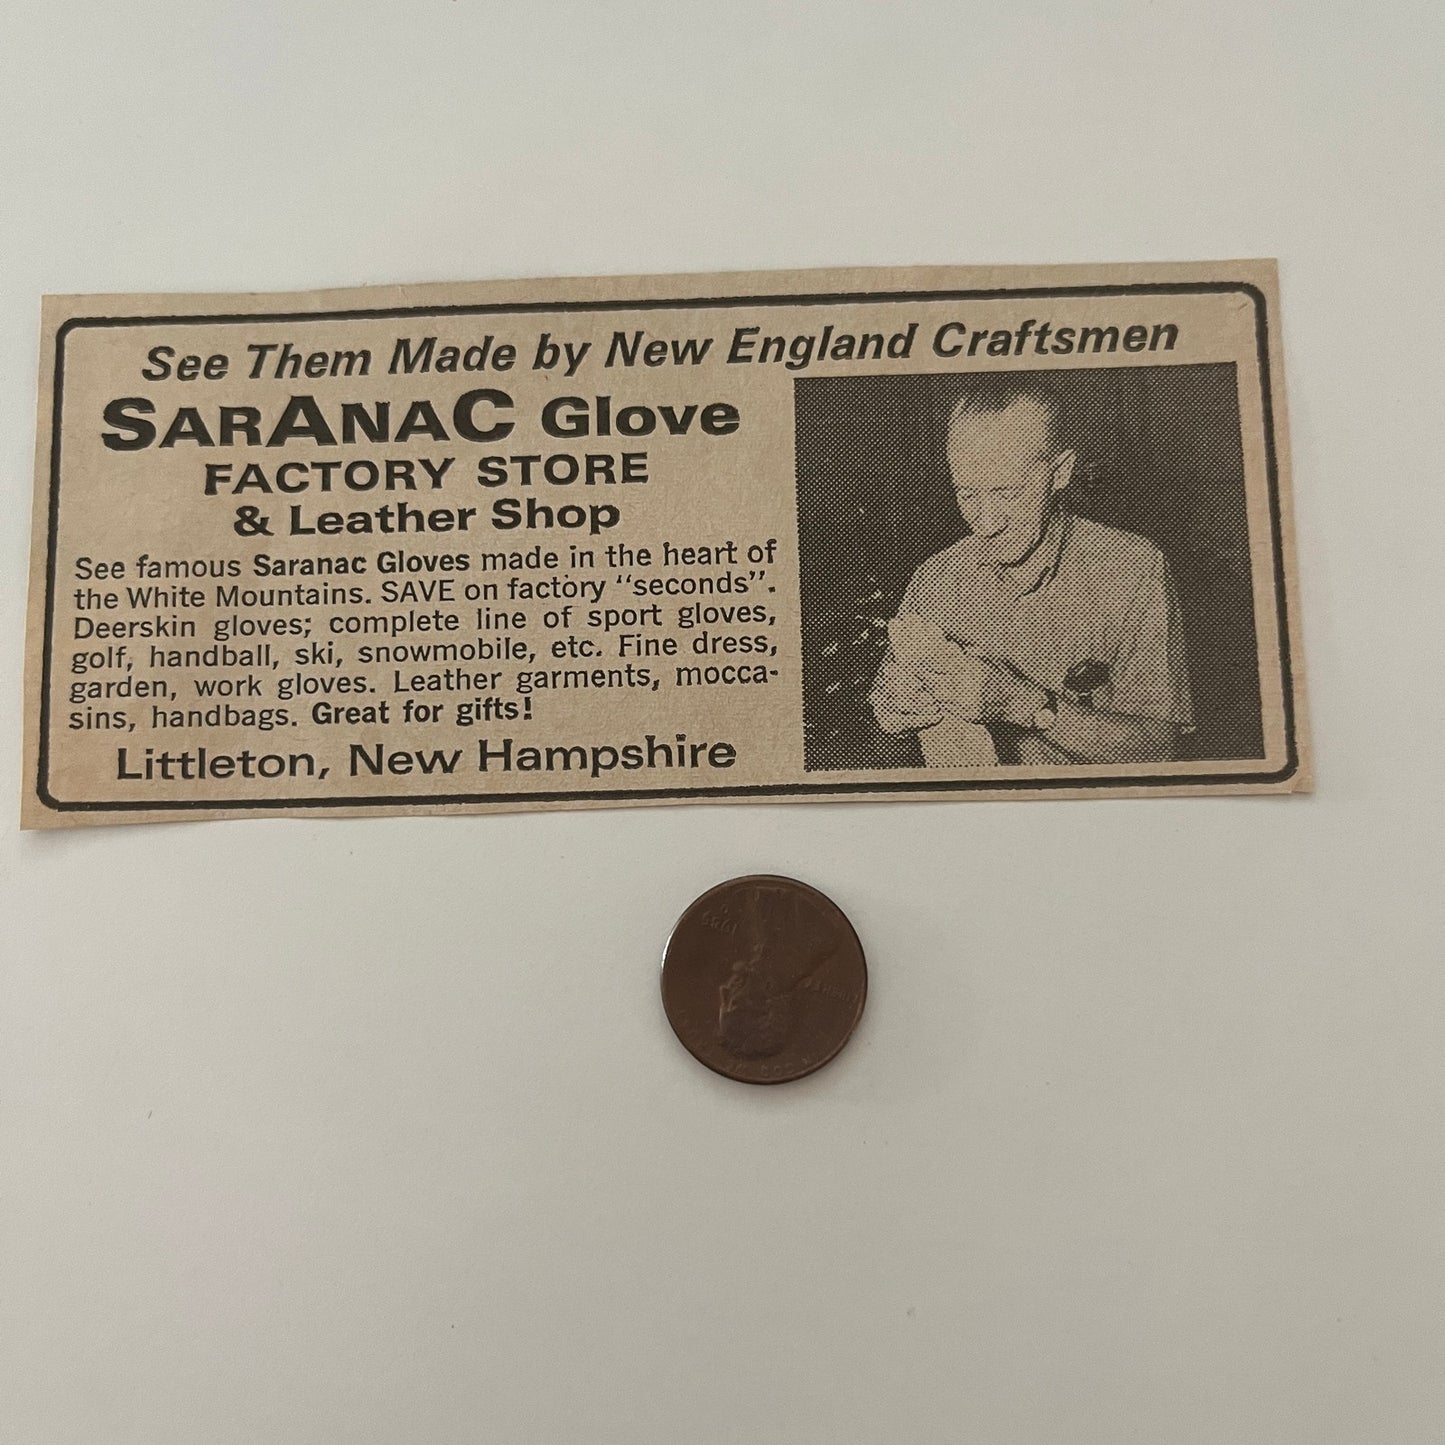 See Them Made by New England Craftsmen
SARANAC Glove
FACTORY STORE
& Leather Shop
See famous Saranac Gloves made in the heart of
the White Mountains. SAVE on factory "seconds".
Deerskin gloves; complete line of sport gloves,
golf, handball, ski, snowmobile, etc. Fine dress,
garden, work gloves. Leather garments, mocca-
sins, handbags. Great for gifts!
Littleton, New Hampshire
LIBERTY